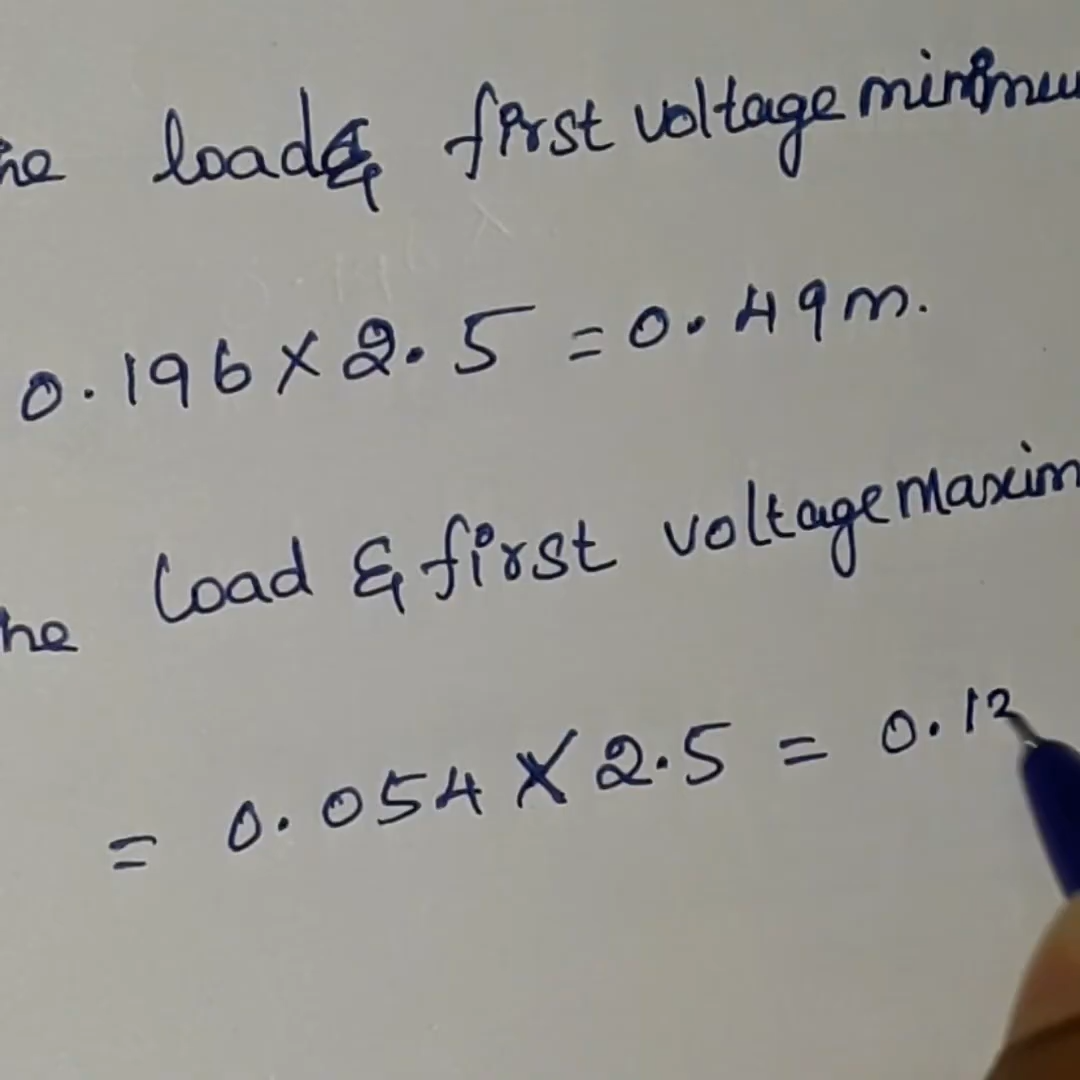 he load & first voltage minimu
0.196 × 2.5 = 0.49 m.
he load & first voltage Maxim
= 0.054 × 2.5 = 0.13